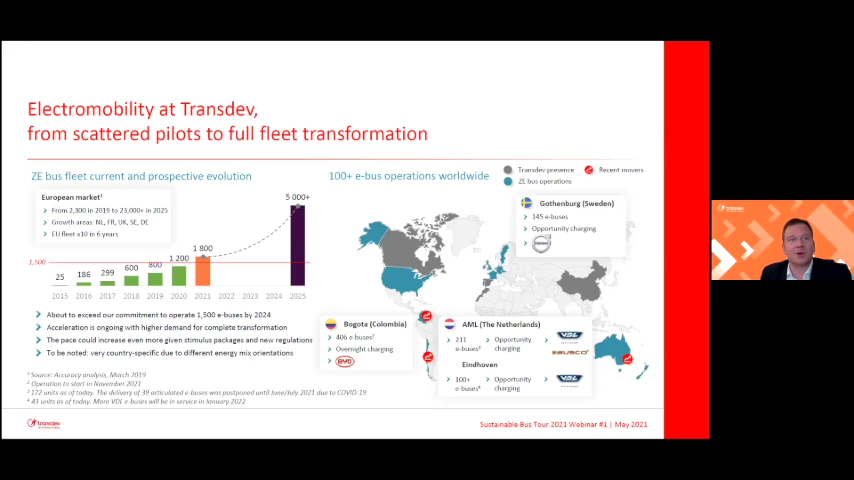 Electromobility at Transdev,
from scattered pilots to full fleet transformation
ZE bus fleet current and prospective evolution
European market¹
From 2,300 in 2019 to 23,000+ in 2025
Growth areas: NL, FR, UK, SE, DE
EU fleet x10 in 6 years
1,500
25
186
299
600
800
1 200
1 800
5 000+
2015 2016 2017 2018 2019 2020 2021 2022 2023 2024 2025
About to exceed our commitment to operate 1,500 e-buses by 2024
Acceleration is ongoing with higher demand for complete transformation
The pace could increase even more given stimulus packages and new regulations
To be noted: very country-specific due to different energy mix orientations
100+ e-bus operations worldwide
Transdev presence
Recent movers
ZE bus operations
Gothenburg (Sweden)
145 e-buses
Opportunity charging
Bogota (Colombia)
406 e-buses²
Overnight charging
BYD
AML (The Netherlands)
211 e-buses³
Opportunity charging
VDL
EBUSCO
Eindhoven
100+ e-buses⁴
Opportunity charging
VDL
¹ Source: Accuracy analysis, March 2019
² Operation to start in November 2021
³ 172 units as of today. The delivery of 39 articulated e-buses was postponed until June/July 2021 due to COVID-19
⁴ 43 units as of today. More VDL e-buses will be in service in January 2022
transdev
Sustainable Bus Tour 2021 Webinar #1 | May 2021
transdev